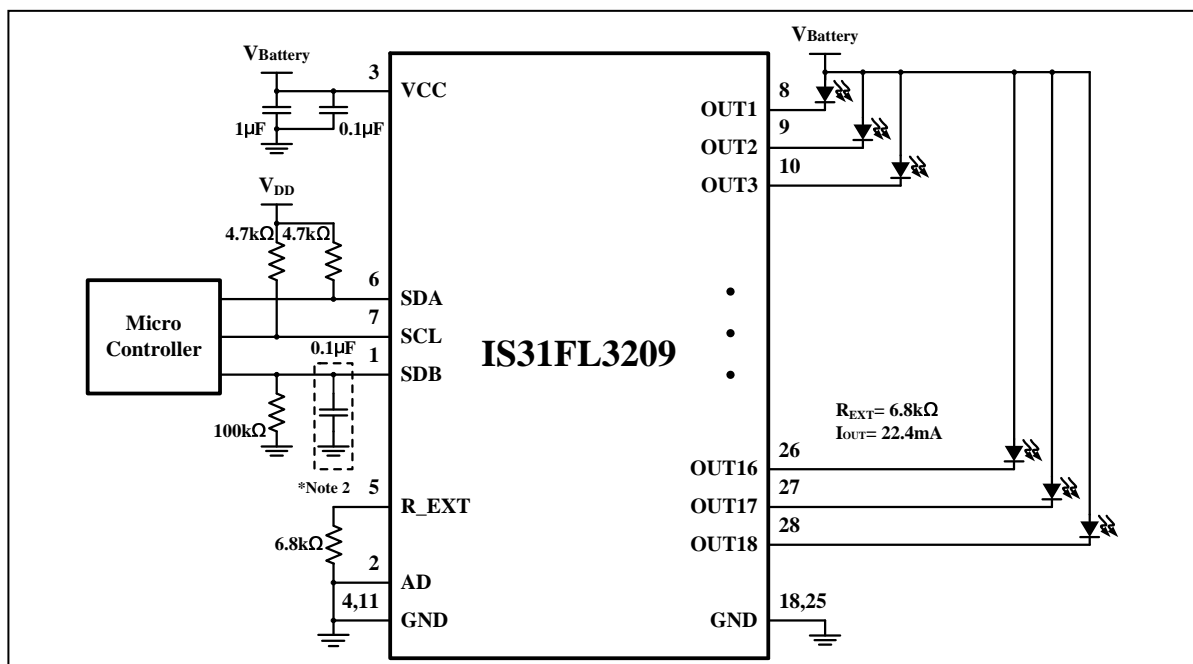 VBattery
3
VCC
1µF
0.1µF
VDD
4.7kΩ
4.7kΩ
6
SDA
7
SCL
0.1µF
1
SDB
100kΩ
*Note 2
5
R_EXT
6.8kΩ
2
AD
4,11
GND
Micro
Controller
IS31FL3209
VBattery
8
OUT1
9
OUT2
10
OUT3
REXT= 6.8kΩ
IOUT= 22.4mA
26
OUT16
27
OUT17
28
OUT18
18,25
GND